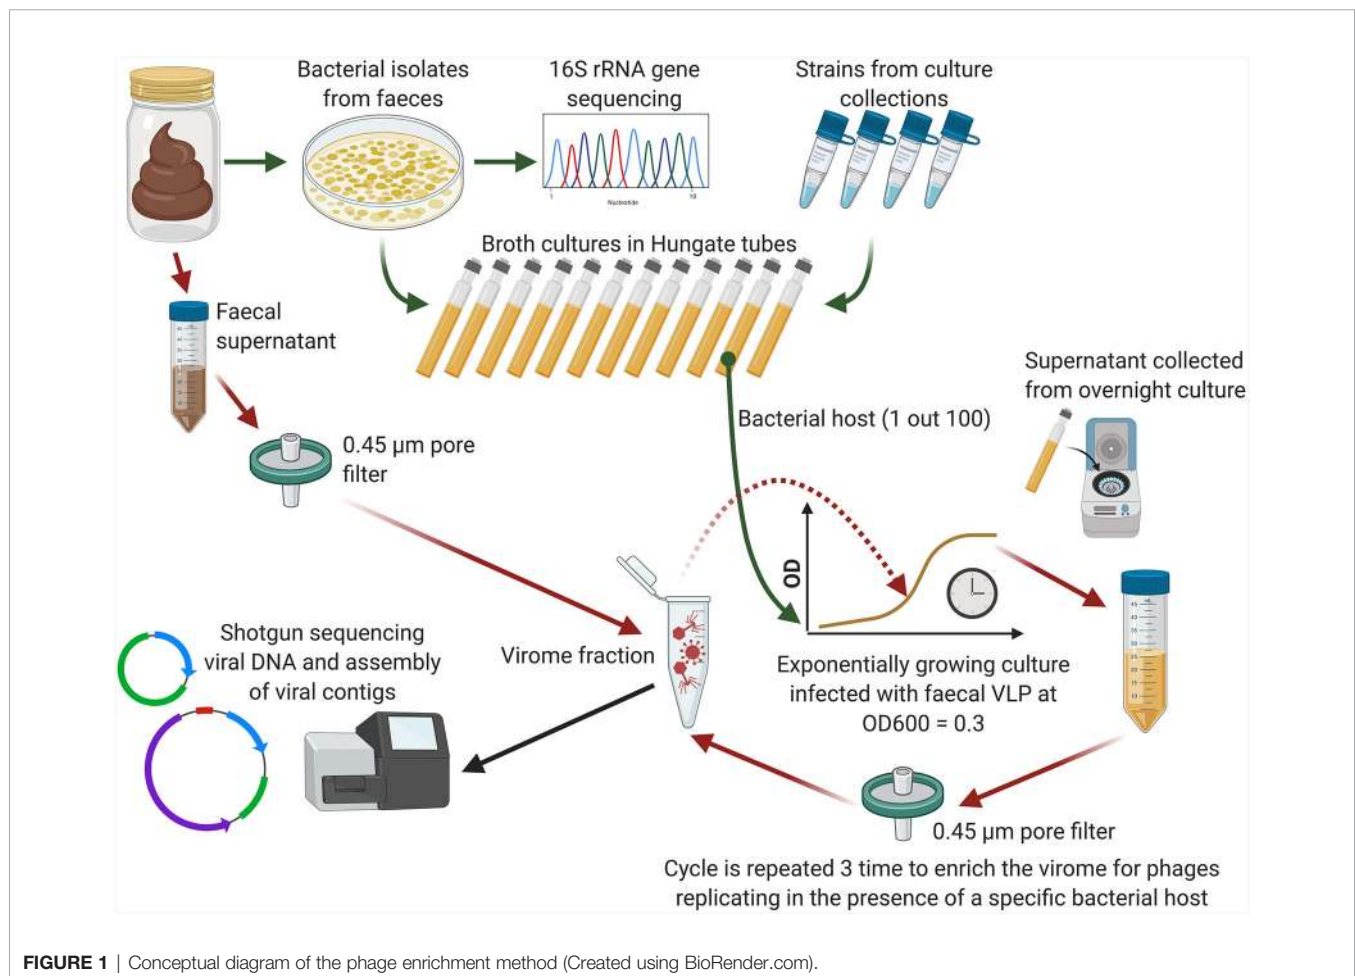 Bacterial isolates
from faeces
16S rRNA gene
sequencing
Strains from culture
collections
1
10
Nucleotide
Broth cultures in Hungate tubes
Faecal
supernatant
Supernatant collected
from overnight culture
Bacterial host (1 out 100)
0.45 µm pore
filter
OD
Shotgun sequencing
viral DNA and assembly
of viral contigs
Virome fraction
Exponentially growing culture
infected with faecal VLP at
OD600 = 0.3
0.45 µm pore filter
Cycle is repeated 3 time to enrich the virome for phages
replicating in the presence of a specific bacterial host
FIGURE 1 | Conceptual diagram of the phage enrichment method (Created using BioRender.com).